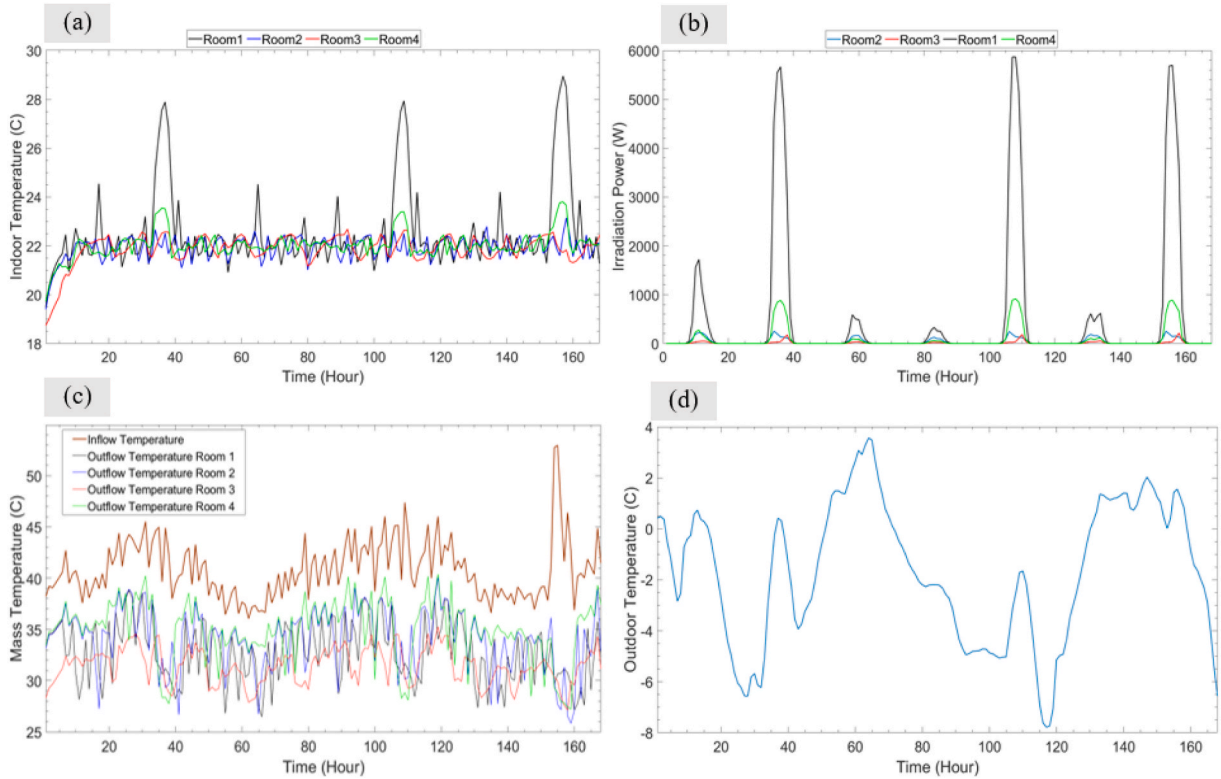 (a)
Room1 Room2 Room3 Room4
30
28
26
24
22
20
18
Indoor Temperature (C)
20 40 60 80 100 120 140 160
Time (Hour)
(b)
Room2 Room3 Room1 Room4
6000
5000
4000
3000
2000
1000
0
Irradiation Power (W)
0 20 40 60 80 100 120 140 160
Time (Hour)
(c)
Inflow Temperature
Outflow Temperature Room 1
Outflow Temperature Room 2
Outflow Temperature Room 3
Outflow Temperature Room 4
50
45
40
35
30
25
Mass Temperature (C)
20 40 60 80 100 120 140 160
Time (Hour)
(d)
4
2
0
-2
-4
-6
-8
Outdoor Temperature (C)
20 40 60 80 100 120 140 160
Time (Hour)